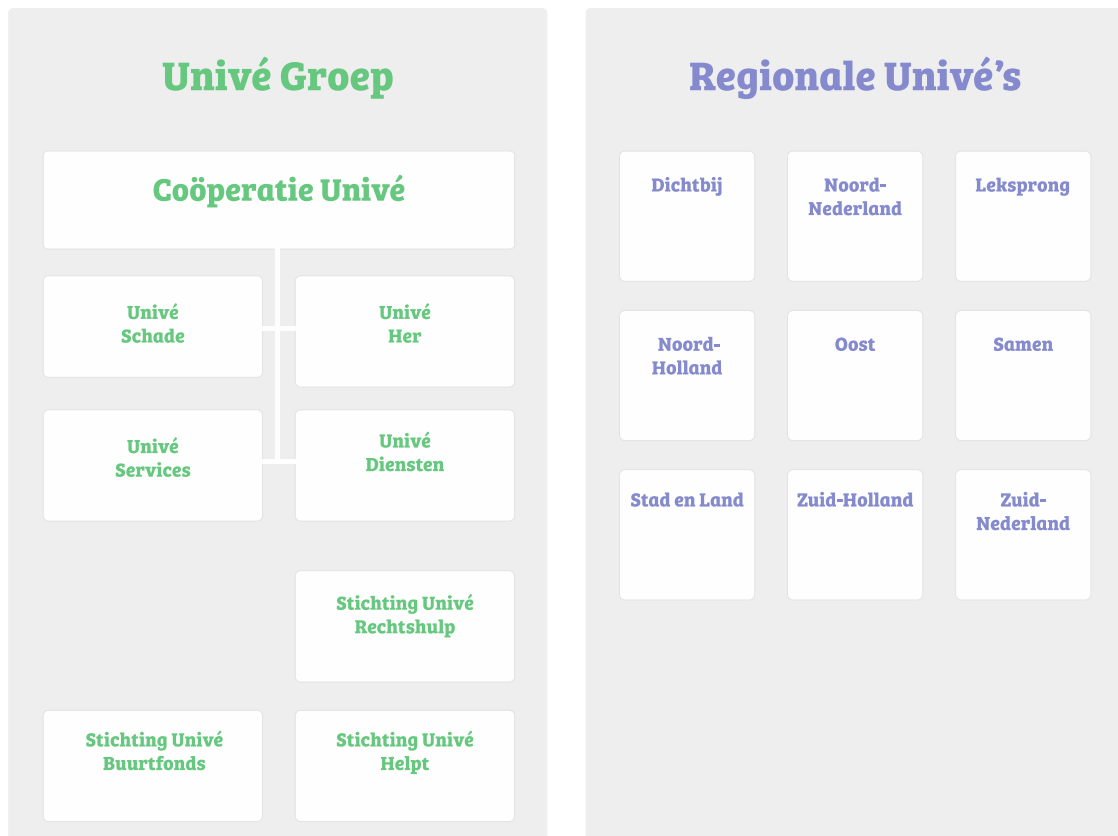 Univé Groep
Coöperatie Univé
Univé
Schade
Univé
Her
Univé
Services
Univé
Diensten
Stichting Univé
Rechtshulp
Stichting Univé
Buurtfonds
Stichting Univé
Helpt
Regionale Univé’s
Dichtbij
Noord-
Nederland
Leksprong
Noord-
Holland
Oost
Samen
Stad en Land
Zuid-Holland
Zuid-
Nederland